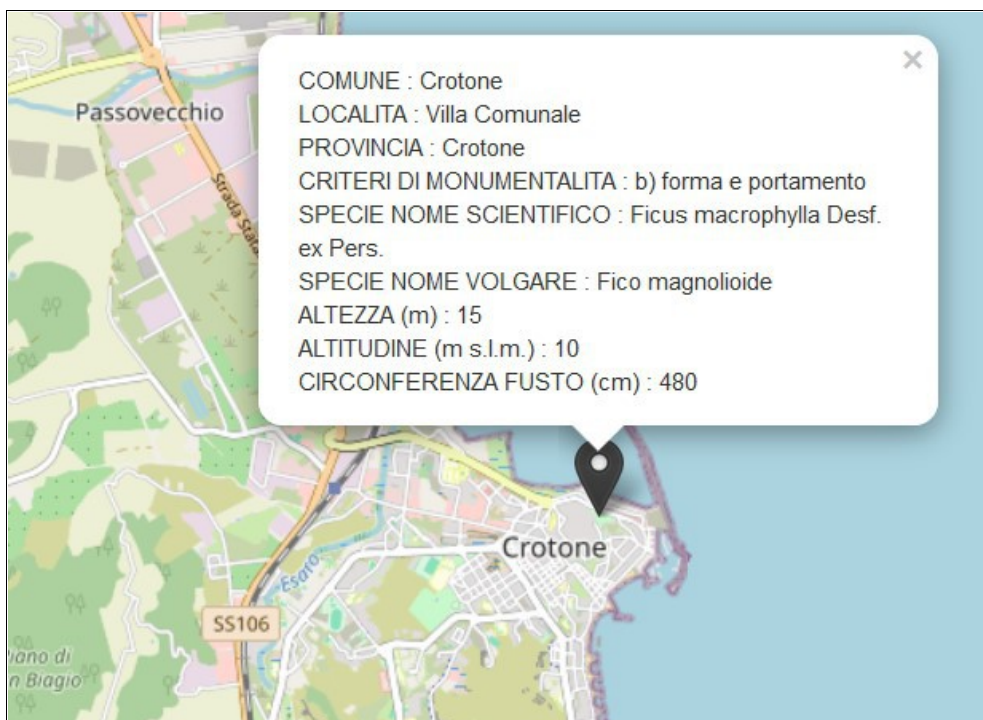 COMUNE : Crotone
LOCALITA : Villa Comunale
PROVINCIA : Crotone
CRITERI DI MONUMENTALITA : b) forma e portamento
SPECIE NOME SCIENTIFICO : Ficus macrophylla Desf.
ex Pers.
SPECIE NOME VOLGARE : Fico magnolioide
ALTEZZA (m) : 15
ALTITUDINE (m s.l.m.) : 10
CIRCONFERENZA FUSTO (cm) : 480
×
Passovecchio
Strada Stata
Crotone
Esaro
SS106
iano di
n Biagio